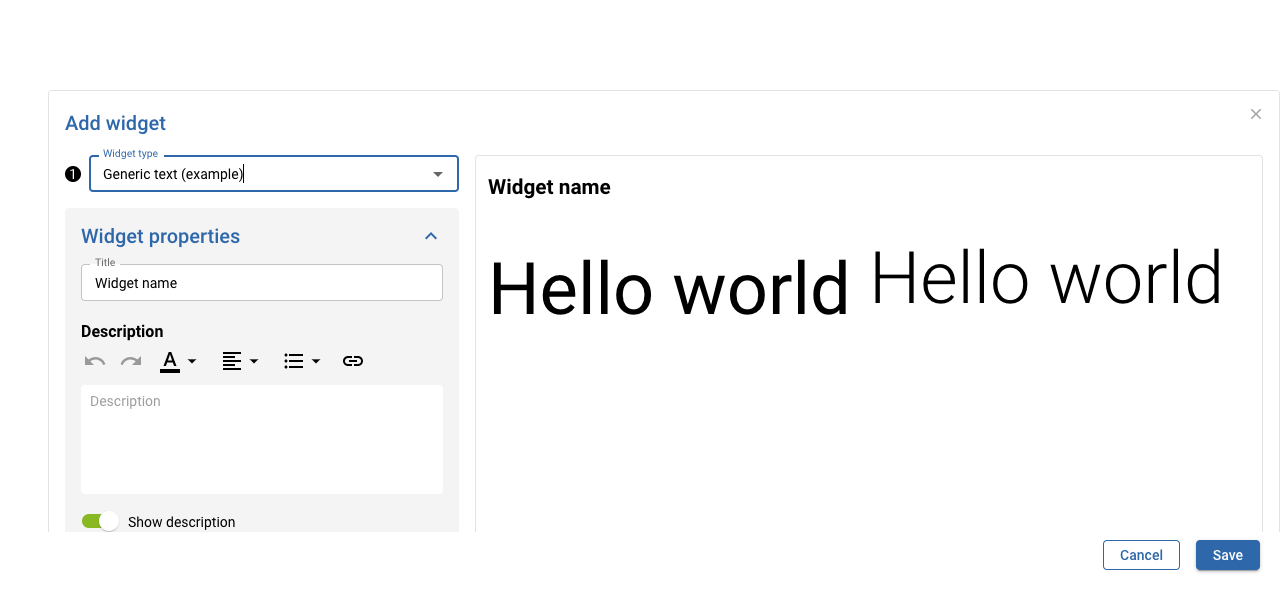 Add widget
Widget type
1
Generic text (example)
Widget properties
Title
Widget name
Description
A
Description
Show description
Widget name
Hello world Hello world
Cancel
Save